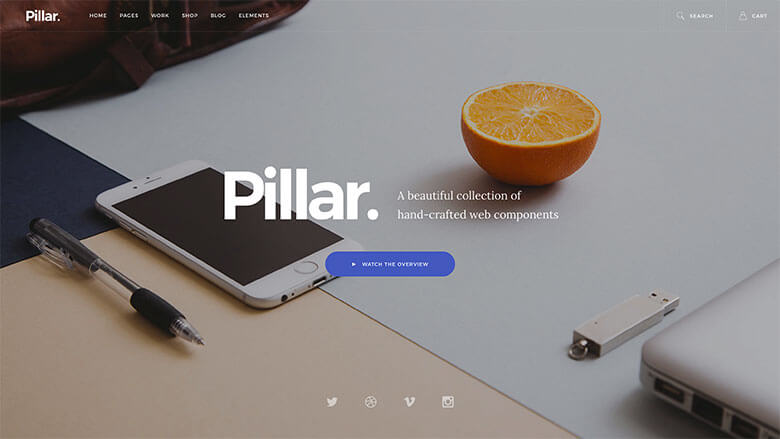 Pillar.
HOME PAGES WORK SHOP BLOG ELEMENTS
SEARCH
CART
Pillar.
A beautiful collection of
hand-crafted web components
WATCH THE OVERVIEW